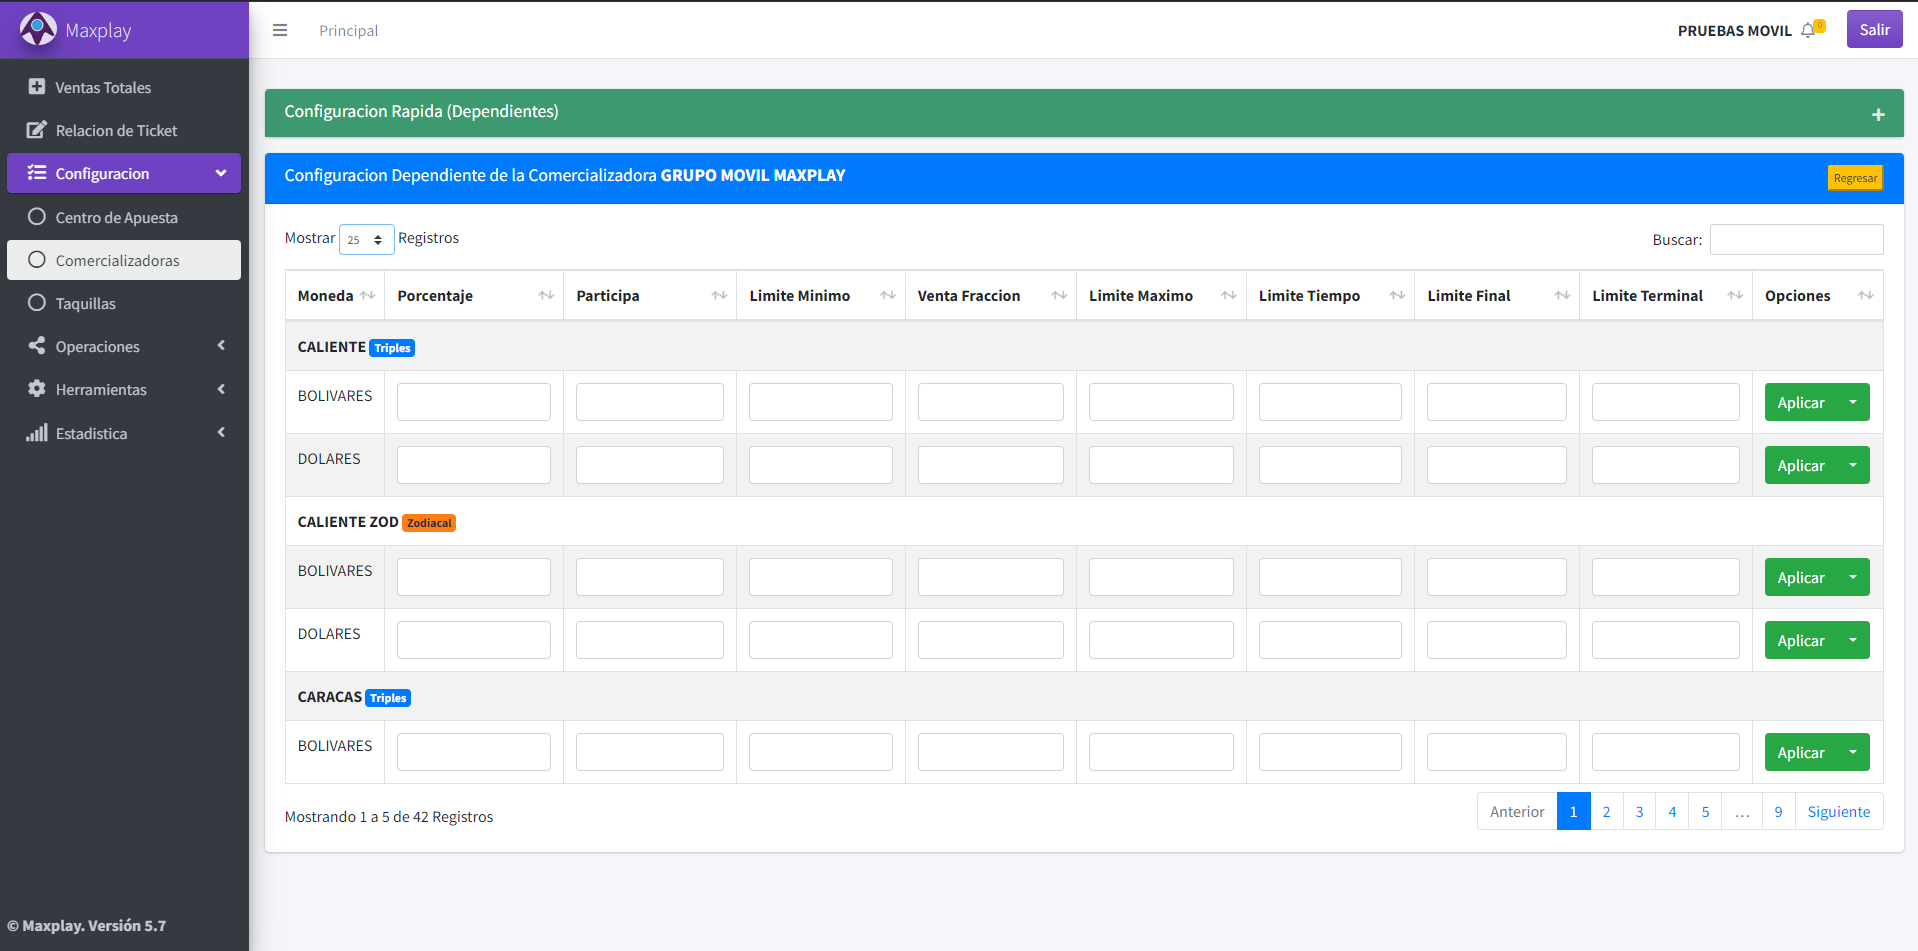 Maxplay
Principal
PRUEBAS MOVIL
0
Salir
Ventas Totales
Relacion de Ticket
Configuracion
Centro de Apuesta
Comercializadoras
Taquillas
Operaciones
Herramientas
Estadistica
© Maxplay. Versión 5.7
Configuracion Rapida (Dependientes)
Configuracion Dependiente de la Comercializadora GRUPO MOVIL MAXPLAY
Regresar
Mostrar 25 Registros
Buscar:
Moneda Porcentaje Participa Limite Minimo Venta Fraccion Limite Maximo Limite Tiempo Limite Final Limite Terminal Opciones
CALIENTE Triples
BOLIVARES Aplicar
DOLARES Aplicar
CALIENTE ZOD Zodiacal
BOLIVARES Aplicar
DOLARES Aplicar
CARACAS Triples
BOLIVARES Aplicar
Mostrando 1 a 5 de 42 Registros
Anterior 1 2 3 4 5 … 9 Siguiente